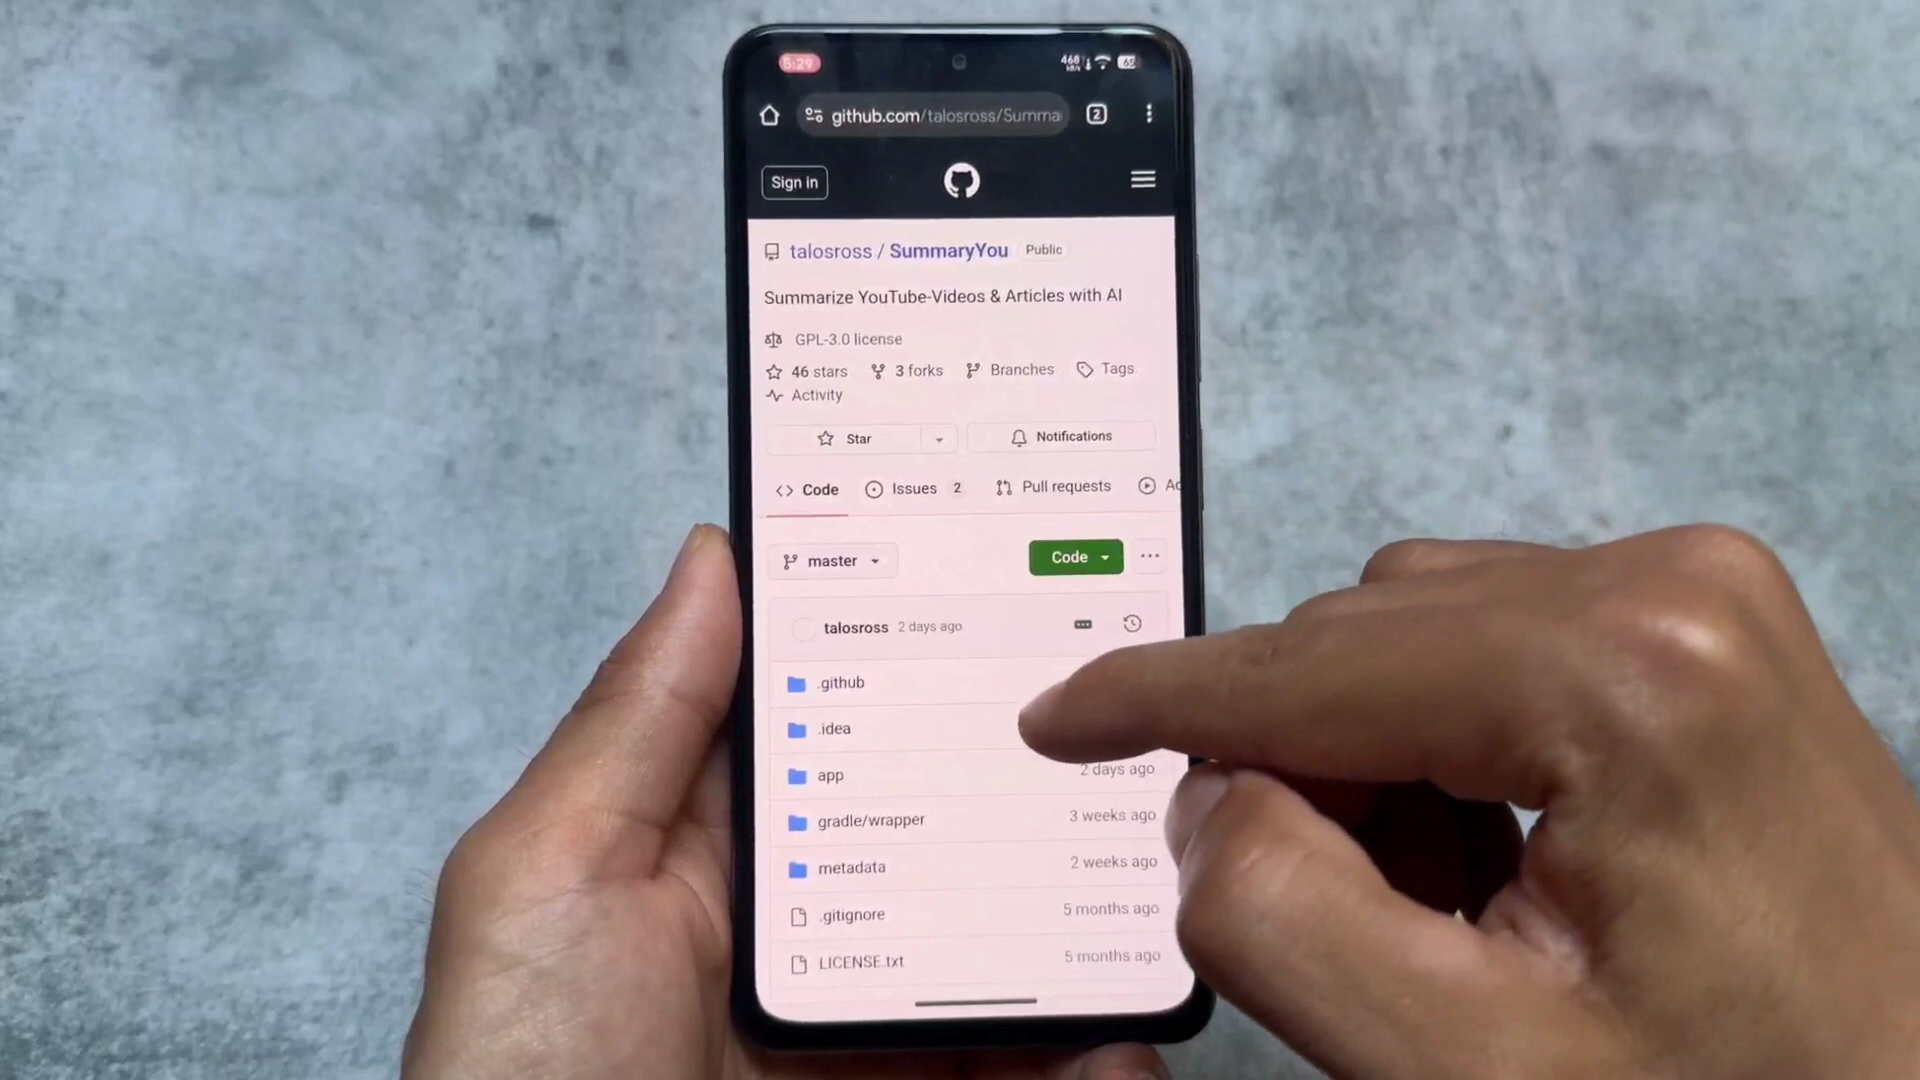 5:29
468
65
github.com/talosross/Summa
2
Sign in
talosross / SummaryYou Public
Summarize YouTube-Videos & Articles with AI
GPL-3.0 license
46 stars 3 forks Branches Tags
Activity
Star Notifications
Code Issues 2 Pull requests
master Code
talosross 2 days ago
.github
.idea
app 2 days ago
gradle/wrapper 3 weeks ago
metadata 2 weeks ago
.gitignore 5 months ago
LICENSE.txt 5 months ago